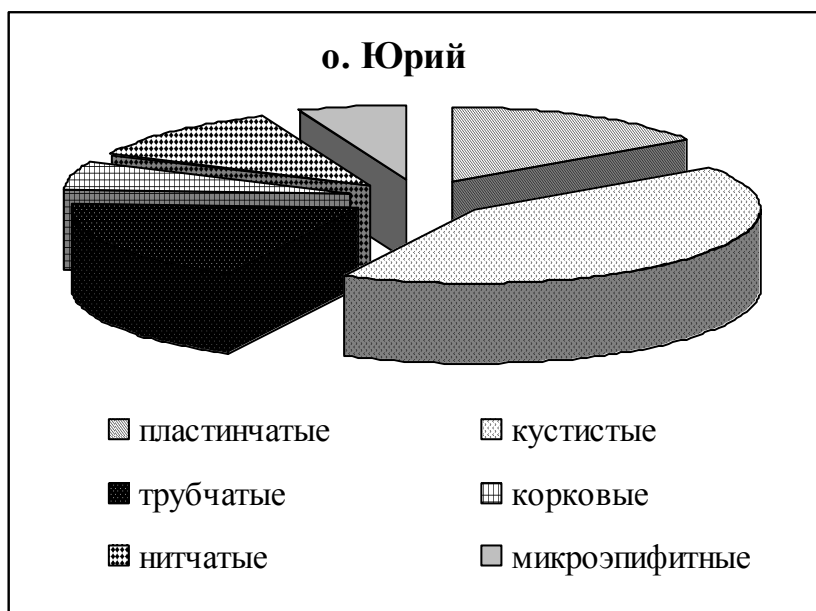 о. Юрий
пластинчатые кустистые
трубчатые корковые
нитчатые микроэпифитные